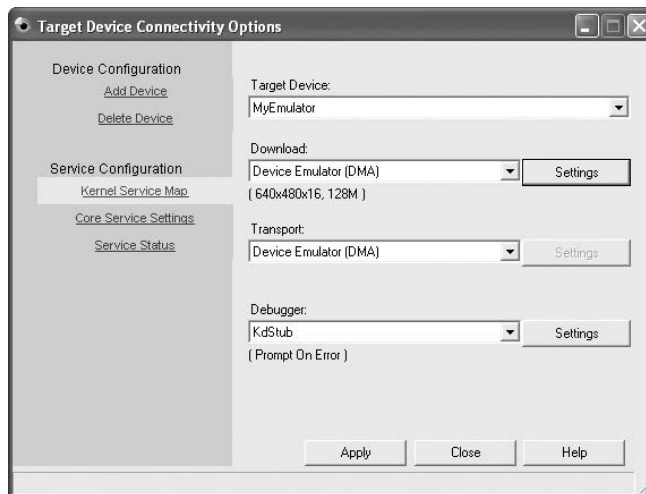 Target Device Connectivity Options
Device Configuration
Add Device
Delete Device
Service Configuration
Kernel Service Map
Core Service Settings
Service Status
Target Device:
MyEmulator
Download:
Device Emulator (DMA)
Settings
( 640x480x16, 128M )
Transport:
Device Emulator (DMA)
Settings
Debugger:
KdStub
Settings
( Prompt On Error )
Apply
Close
Help